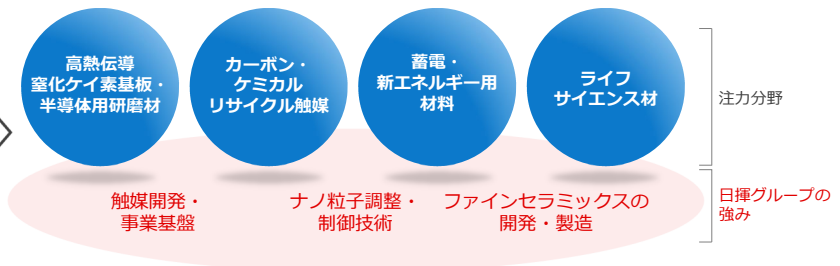 高熱伝導
窒化ケイ素基板・
半導体用研磨材
カーボン・
ケミカル
リサイクル触媒
蓄電・
新エネルギー用
材料
ライフ
サイエンス材
注力分野
触媒開発・
事業基盤
ナノ粒子調整・
制御技術
ファインセラミックスの
開発・製造
日揮グループの
強み